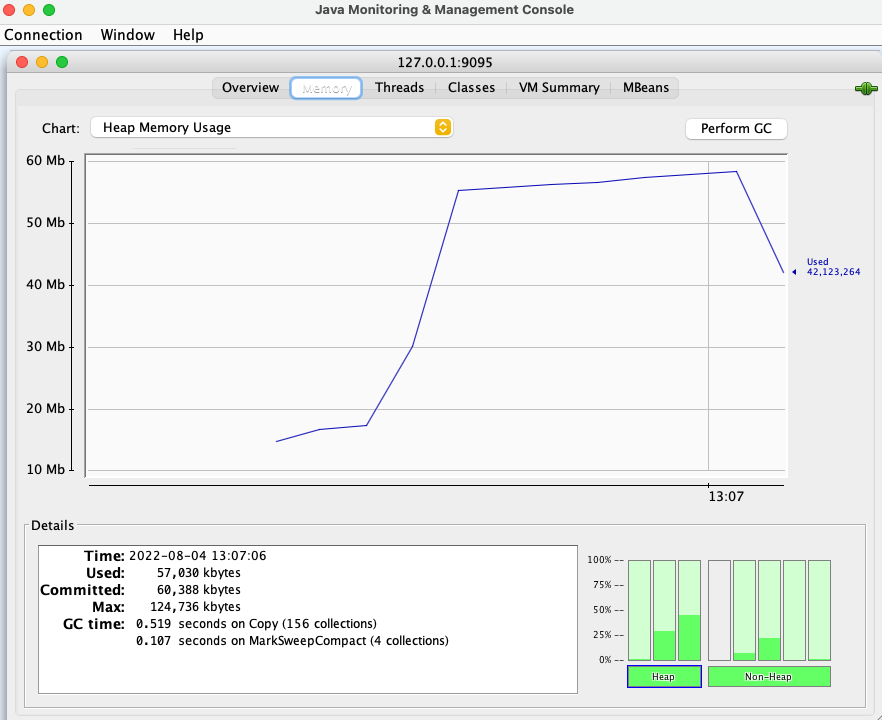 Java Monitoring & Management Console
Connection Window Help
127.0.0.1:9095
Overview Memory Threads Classes VM Summary MBeans
Chart: Heap Memory Usage Perform GC
60 Mb
50 Mb
Used
42,123,264
40 Mb
30 Mb
20 Mb
10 Mb
13:07
Details
Time: 2022-08-04 13:07:06
Used: 57,030 kbytes
Committed: 60,388 kbytes
Max: 124,736 kbytes
GC time: 0.519 seconds on Copy (156 collections)
0.107 seconds on MarkSweepCompact (4 collections)
100% --
75% --
50% --
25% --
0% --
Heap Non-Heap